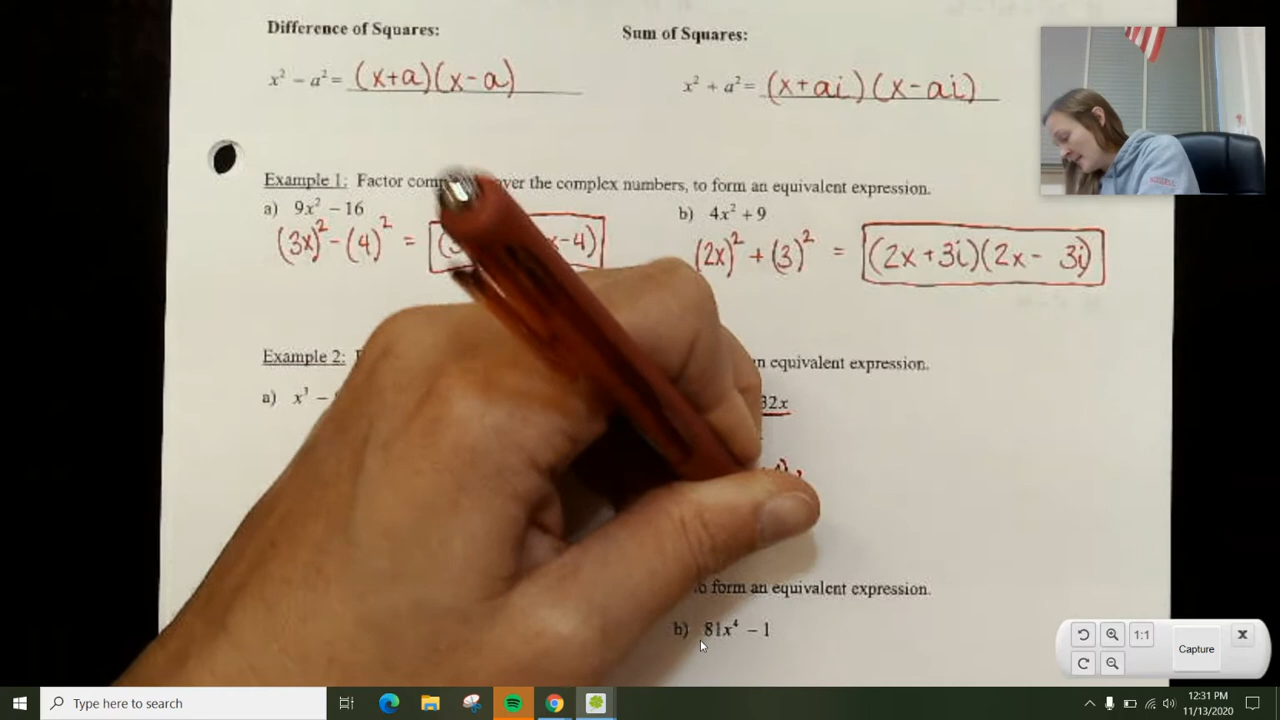 Difference of Squares:
x² − a² = (x+a)(x−a)
Sum of Squares:
x² + a² = (x+ai)(x−ai)
Example 1: Factor over the complex numbers, to form an equivalent expression.
a) 9x² − 16
(3x)² − (4)² = −4)
b) 4x² + 9
(2x)² + (3)² = (2x+3i)(2x− 3i)
Example 2: equivalent expression.
a) x³ −
32x
to form an equivalent expression.
b) 81x⁴ − 1
1:1
Capture
Type here to search
12:31 PM
11/13/2020